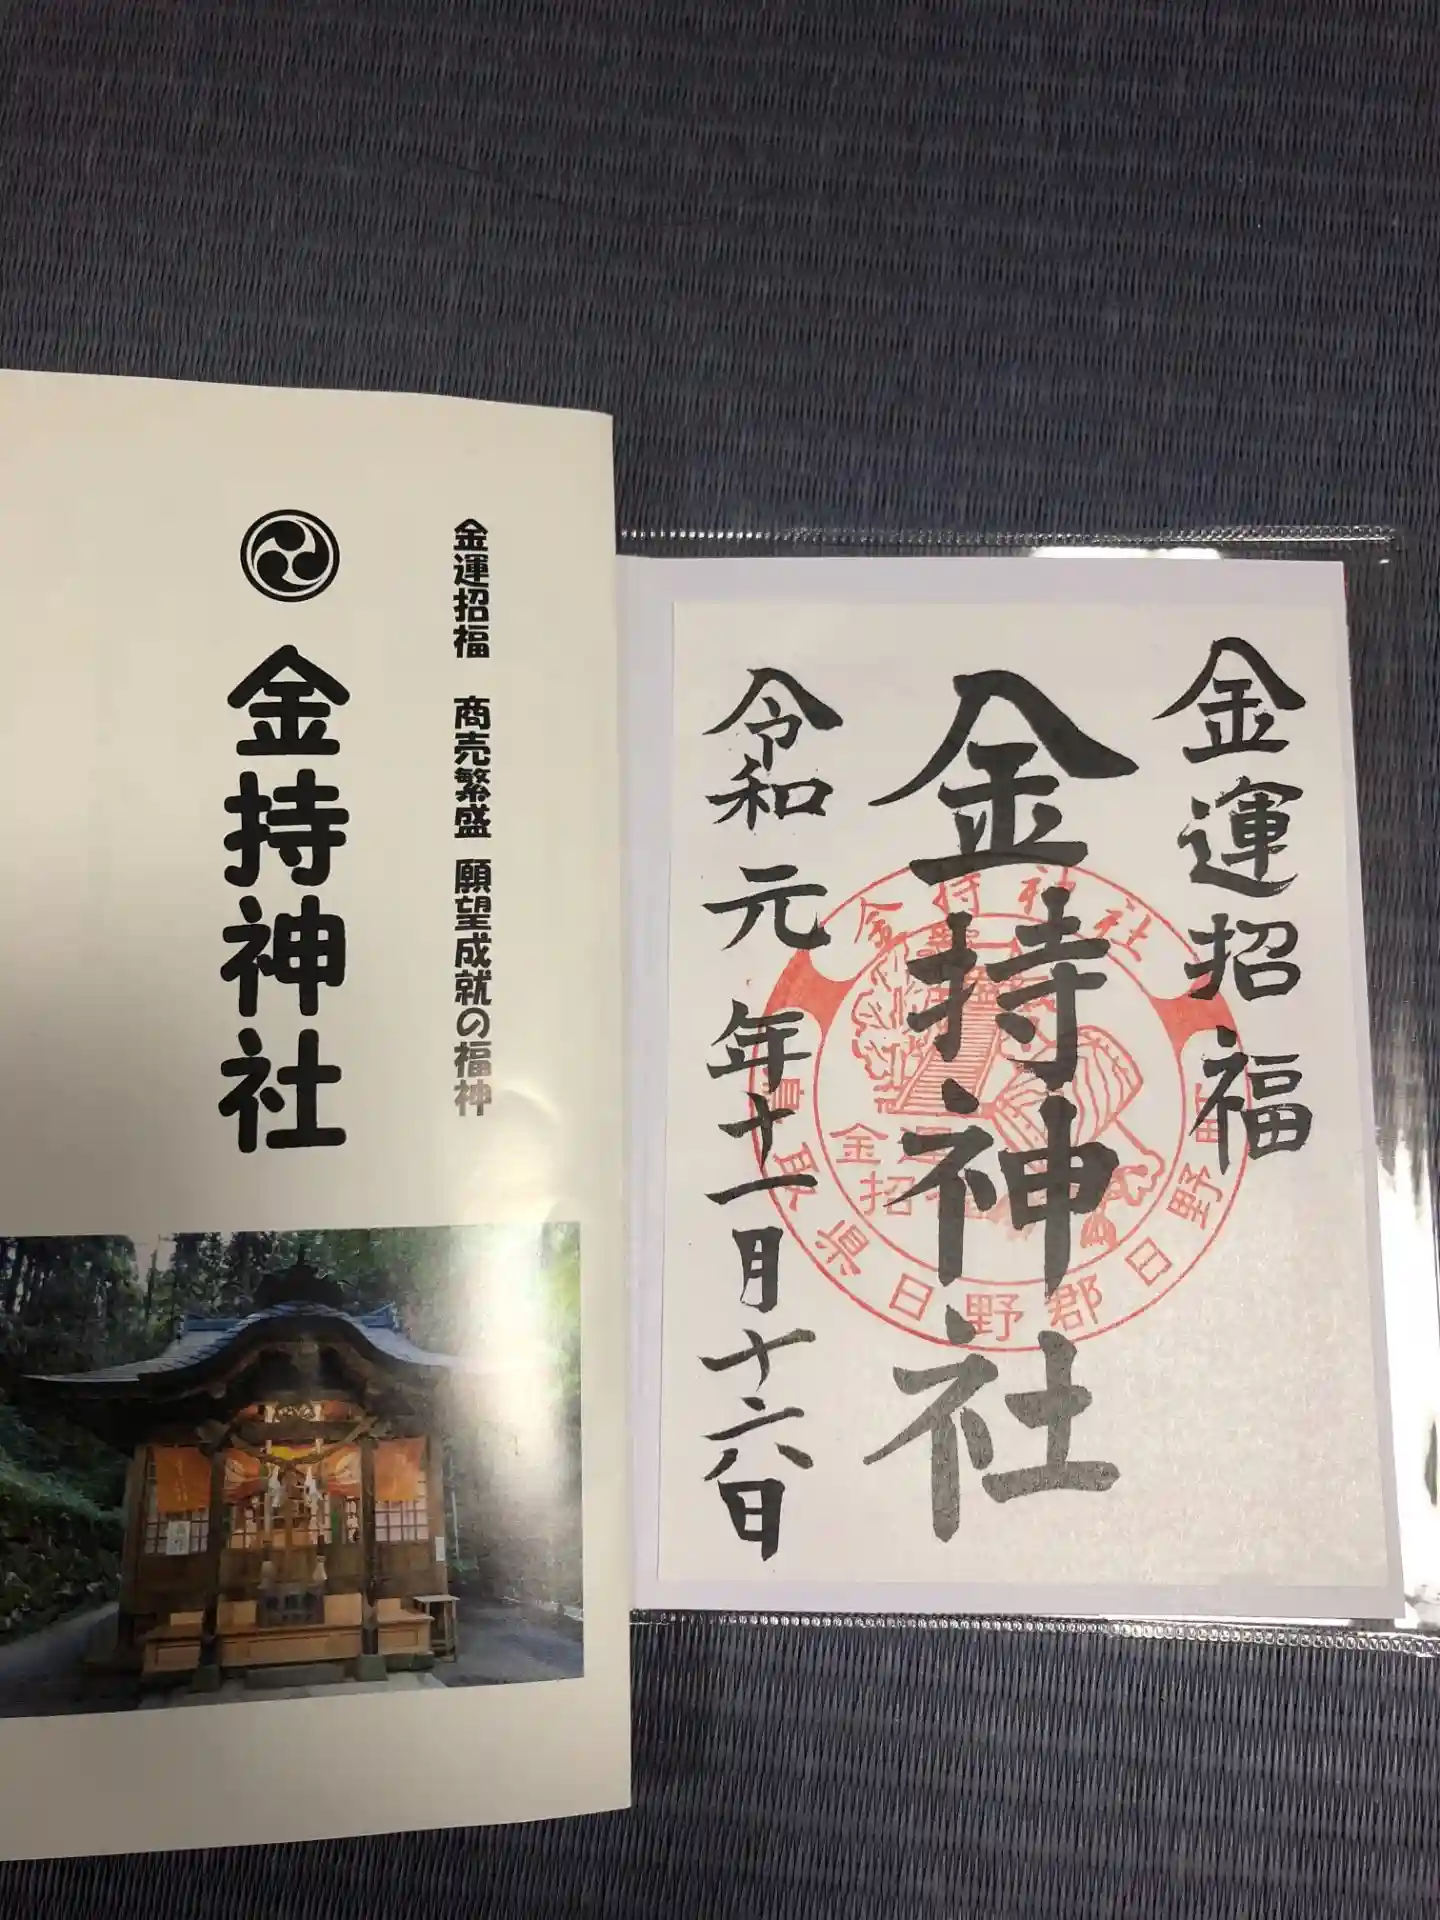 金運招福　商売繁盛 願望成就の福神
金持神社
金運招福
金持神社
令和元年十一月十六日
金持神社
鳥取県日野郡日野町
金運
招福